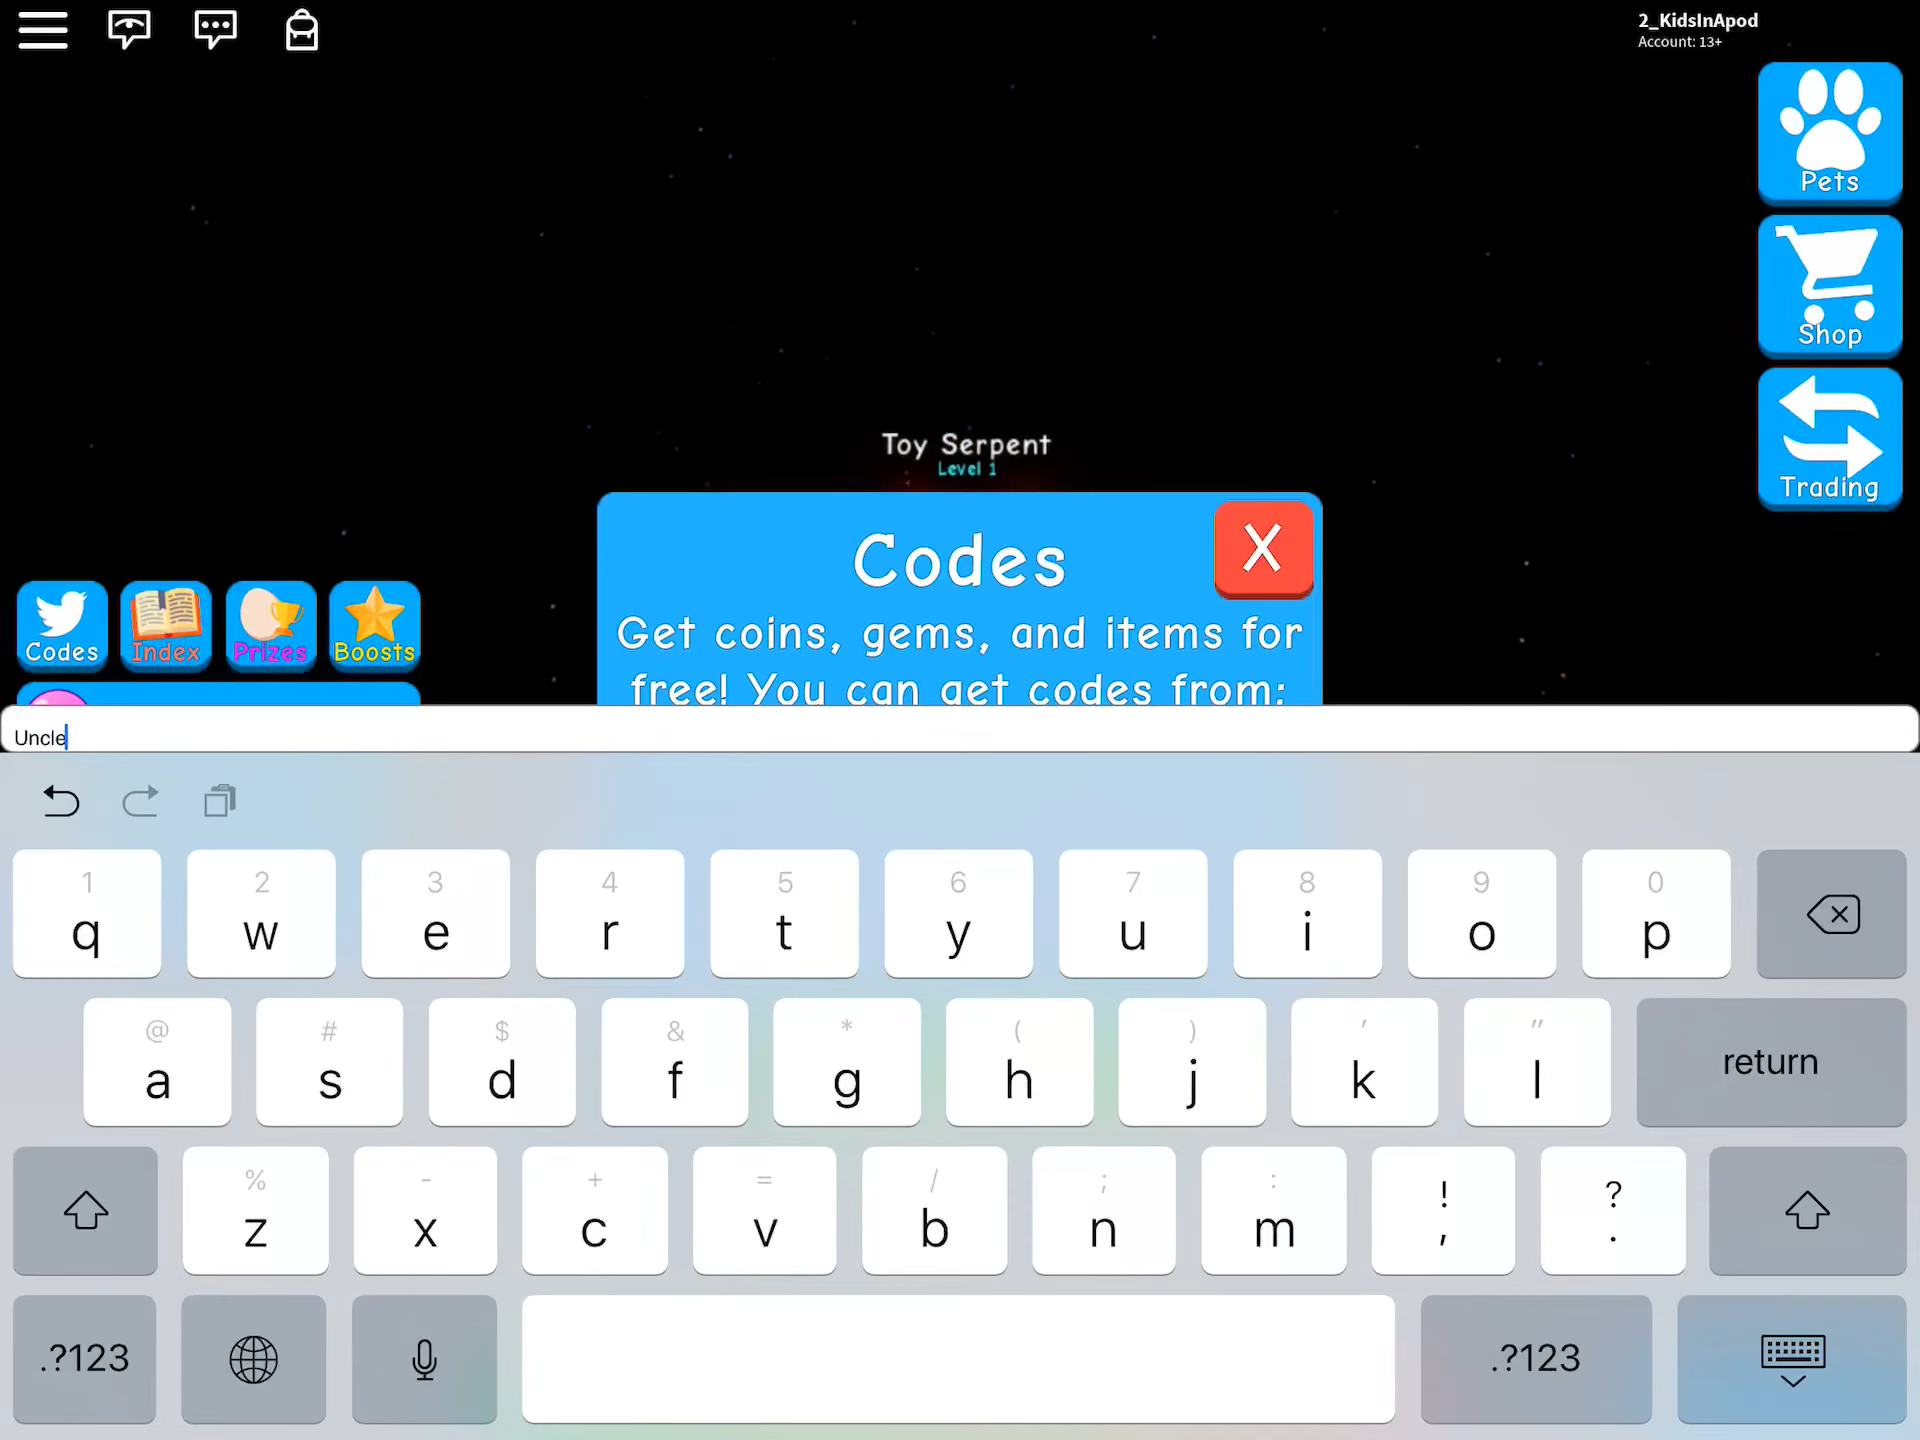 2_KidsInApod
Account: 13+
Pets
Shop
Trading
Toy Serpent
Level 1
Codes
X
Get coins, gems, and items for
free! You can get codes from:
Codes Index Prizes Boosts
Uncle
1 2 3 4 5 6 7 8 9 0
q w e r t y u i o p
@ # $ & * ( ) ' "
a s d f g h j k l return
% - + = / ; : ! ?
z x c v b n m , .
.?123 .?123